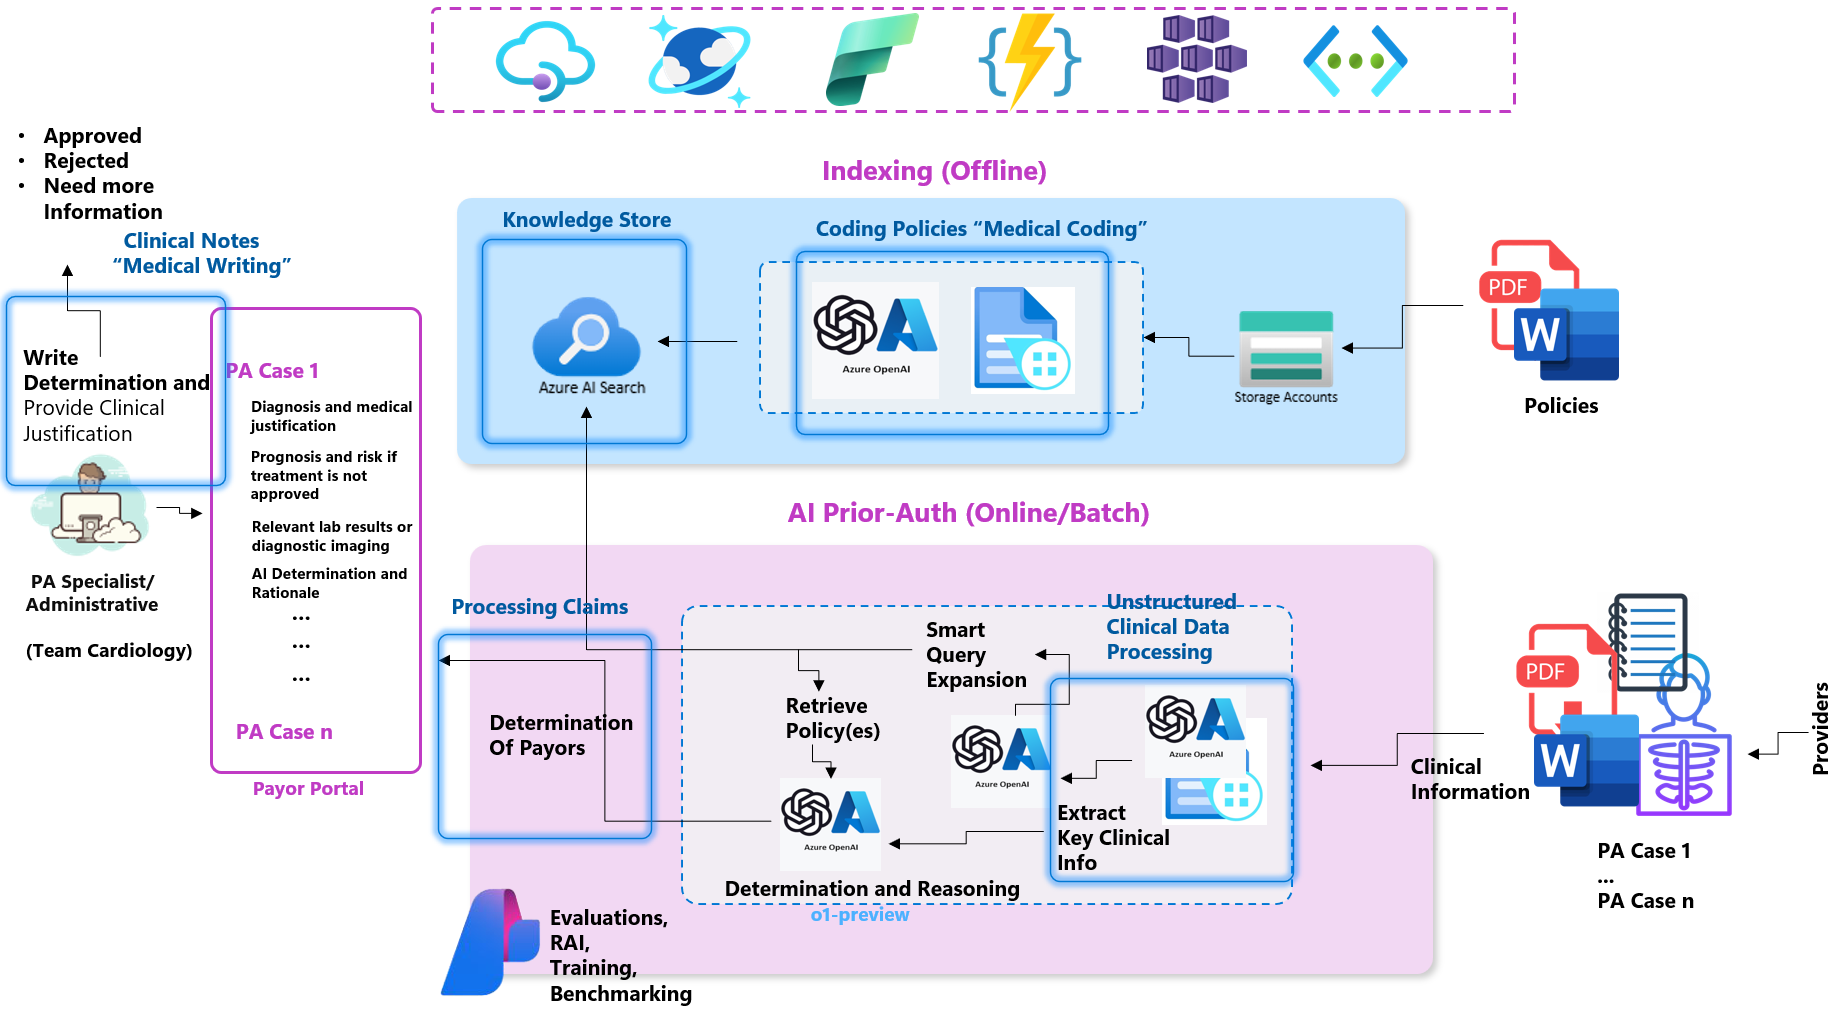 • Approved
• Rejected
• Need more
Information
Clinical Notes
“Medical Writing”
Write
Determination and
Provide Clinical
Justification
PA Specialist/
Administrative
(Team Cardiology)
PA Case 1
Diagnosis and medical
justification
Prognosis and risk if
treatment is not
approved
Relevant lab results or
diagnostic imaging
AI Determination and
Rationale
...
...
...
PA Case n
Payor Portal
Indexing (Offline)
Knowledge Store
Azure AI Search
Coding Policies “Medical Coding”
Azure OpenAI
Storage Accounts
PDF
W
Policies
AI Prior-Auth (Online/Batch)
Processing Claims
Determination
Of Payors
Smart
Query
Expansion
Retrieve
Policy(es)
Azure OpenAI
Determination and Reasoning
o1-preview
Azure OpenAI
Unstructured
Clinical Data
Processing
Azure OpenAI
Extract
Key Clinical
Info
Evaluations,
RAI,
Training,
Benchmarking
Clinical
Information
PDF
W
PA Case 1
...
PA Case n
Providers